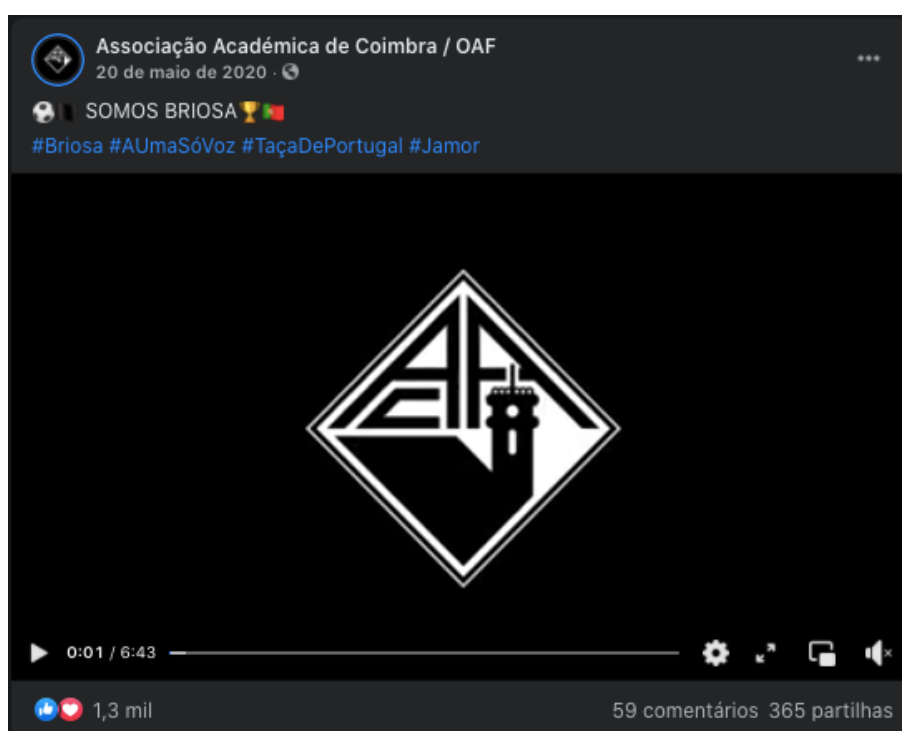 Associação Académica de Coimbra / OAF
20 de maio de 2020 ·
SOMOS BRIOSA
#Briosa #AUmaSóVoz #TaçaDePortugal #Jamor
0:01 / 6:43
1,3 mil
59 comentários 365 partilhas